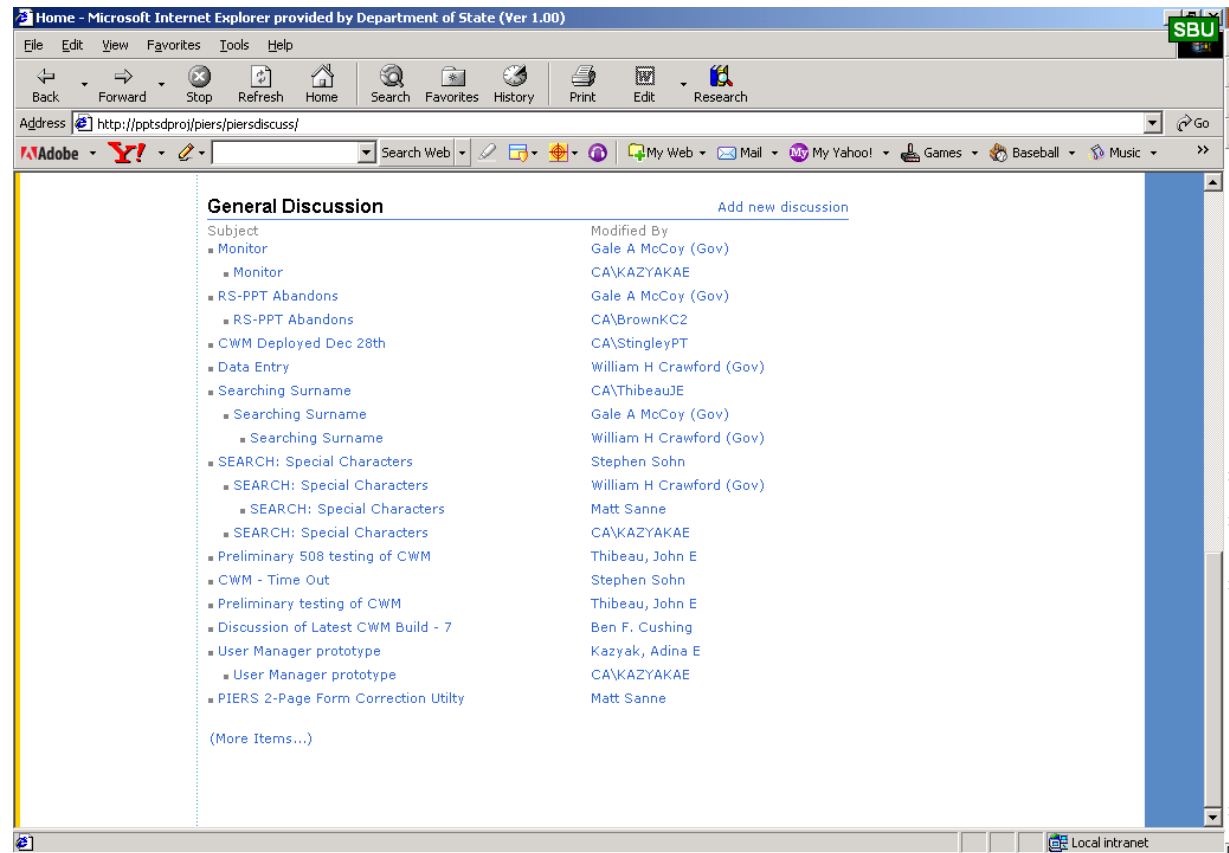 Home - Microsoft Internet Explorer provided by Department of State (Ver 1.00)
SBU
File Edit View Favorites Tools Help
Back Forward Stop Refresh Home Search Favorites History Print Edit Research
Address http://pptsdproj/piers/piersdiscuss/ Go
Adobe Y! Search Web My Web Mail My My Yahoo! Games Baseball Music »
General Discussion Add new discussion
Subject Modified By
Monitor Gale A McCoy (Gov)
Monitor CA\KAZYAKAE
RS-PPT Abandons Gale A McCoy (Gov)
RS-PPT Abandons CA\BrownKC2
CWM Deployed Dec 28th CA\StingleyPT
Data Entry William H Crawford (Gov)
Searching Surname CA\ThibeauJE
Searching Surname Gale A McCoy (Gov)
Searching Surname William H Crawford (Gov)
SEARCH: Special Characters Stephen Sohn
SEARCH: Special Characters William H Crawford (Gov)
SEARCH: Special Characters Matt Sanne
SEARCH: Special Characters CA\KAZYAKAE
Preliminary 508 testing of CWM Thibeau, John E
CWM - Time Out Stephen Sohn
Preliminary testing of CWM Thibeau, John E
Discussion of Latest CWM Build - 7 Ben F. Cushing
User Manager prototype Kazyak, Adina E
User Manager prototype CA\KAZYAKAE
PIERS 2-Page Form Correction Utilty Matt Sanne
(More Items...)
Local intranet